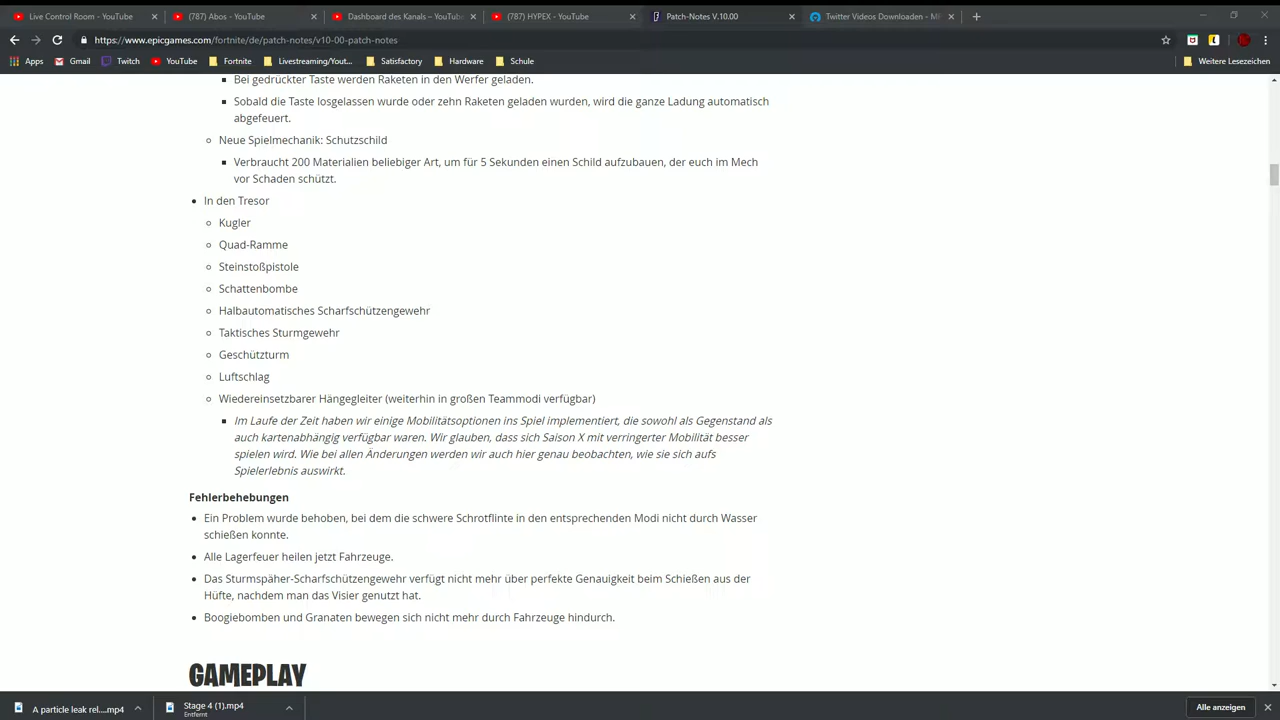 Live Control Room - YouTube
(787) Abos - YouTube
Dashboard des Kanals – YouTube
(787) HYPEX - YouTube
Patch-Notes V.10.00
Twitter Videos Downloaden - MP
https://www.epicgames.com/fortnite/de/patch-notes/v10-00-patch-notes
Apps Gmail Twitch YouTube Fortnite Livestreaming/Yout... Satisfactory Hardware Schule Weitere Lesezeichen
Bei gedrückter Taste werden Raketen in den Werfer geladen.
Sobald die Taste losgelassen wurde oder zehn Raketen geladen wurden, wird die ganze Ladung automatisch
abgefeuert.
Neue Spielmechanik: Schutzschild
Verbraucht 200 Materialien beliebiger Art, um für 5 Sekunden einen Schild aufzubauen, der euch im Mech
vor Schaden schützt.
In den Tresor
Kugler
Quad-Ramme
Steinstoßpistole
Schattenbombe
Halbautomatisches Scharfschützengewehr
Taktisches Sturmgewehr
Geschützturm
Luftschlag
Wiedereinsetzbarer Hängegleiter (weiterhin in großen Teammodi verfügbar)
Im Laufe der Zeit haben wir einige Mobilitätsoptionen ins Spiel implementiert, die sowohl als Gegenstand als
auch kartenabhängig verfügbar waren. Wir glauben, dass sich Saison X mit verringerter Mobilität besser
spielen wird. Wie bei allen Änderungen werden wir auch hier genau beobachten, wie sie sich aufs
Spielerlebnis auswirkt.
Fehlerbehebungen
Ein Problem wurde behoben, bei dem die schwere Schrotflinte in den entsprechenden Modi nicht durch Wasser
schießen konnte.
Alle Lagerfeuer heilen jetzt Fahrzeuge.
Das Sturmspäher-Scharfschützengewehr verfügt nicht mehr über perfekte Genauigkeit beim Schießen aus der
Hüfte, nachdem man das Visier genutzt hat.
Boogiebomben und Granaten bewegen sich nicht mehr durch Fahrzeuge hindurch.
GAMEPLAY
A particle leak rel....mp4
Stage 4 (1).mp4
Entfernt
Alle anzeigen